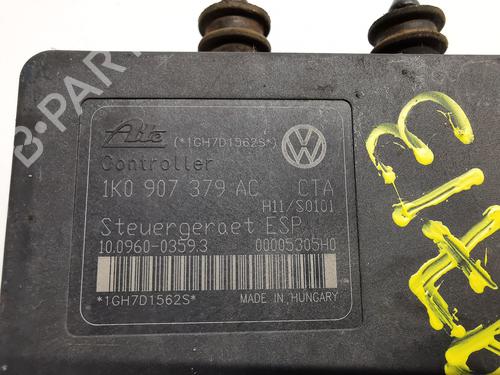 Ate (*1GH7D1562S*)
Controller
1K0 907 379 AC CTA
H11/S0101
Steuergeraet ESP
10.0960-0359.3 00005305H0
*1GH7D1562S* MADE IN HUNGARY
B-PART